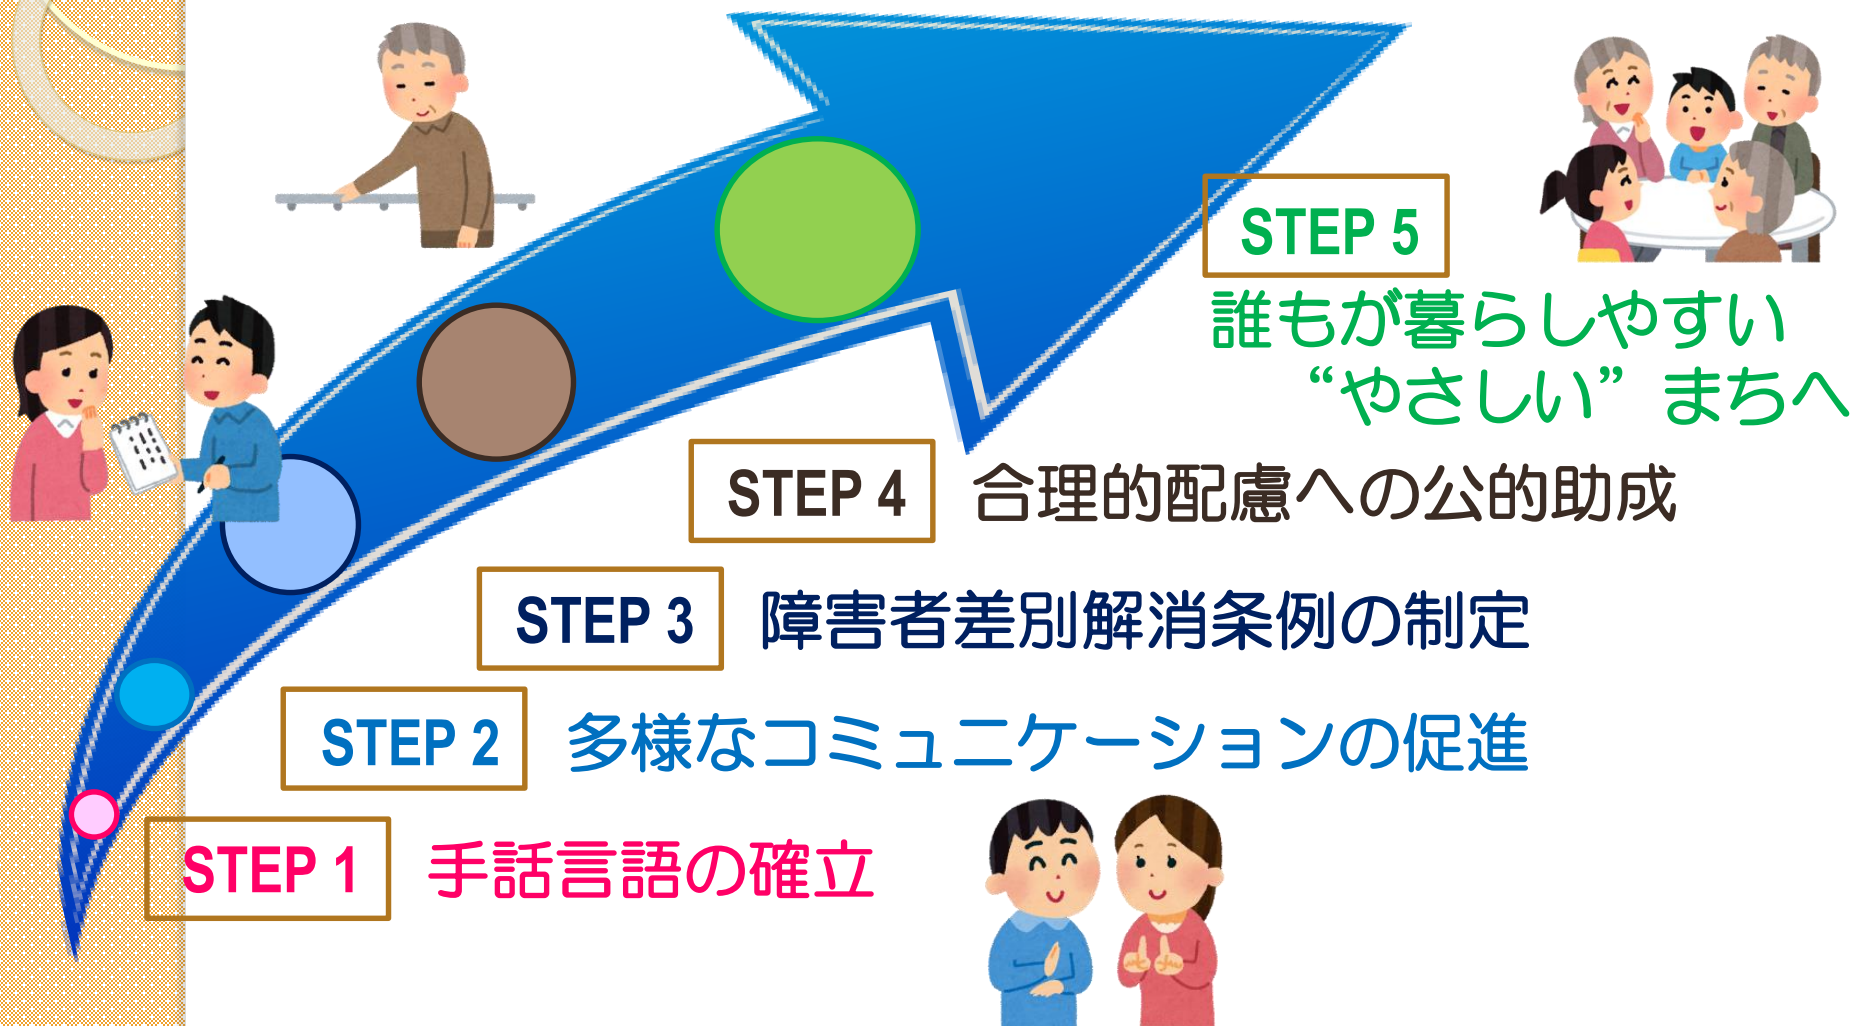 STEP 5
誰もが暮らしやすい
“やさしい”まちへ
STEP 4 合理的配慮への公的助成
STEP 3 障害者差別解消条例の制定
STEP 2 多様なコミュニケーションの促進
STEP 1 手話言語の確立